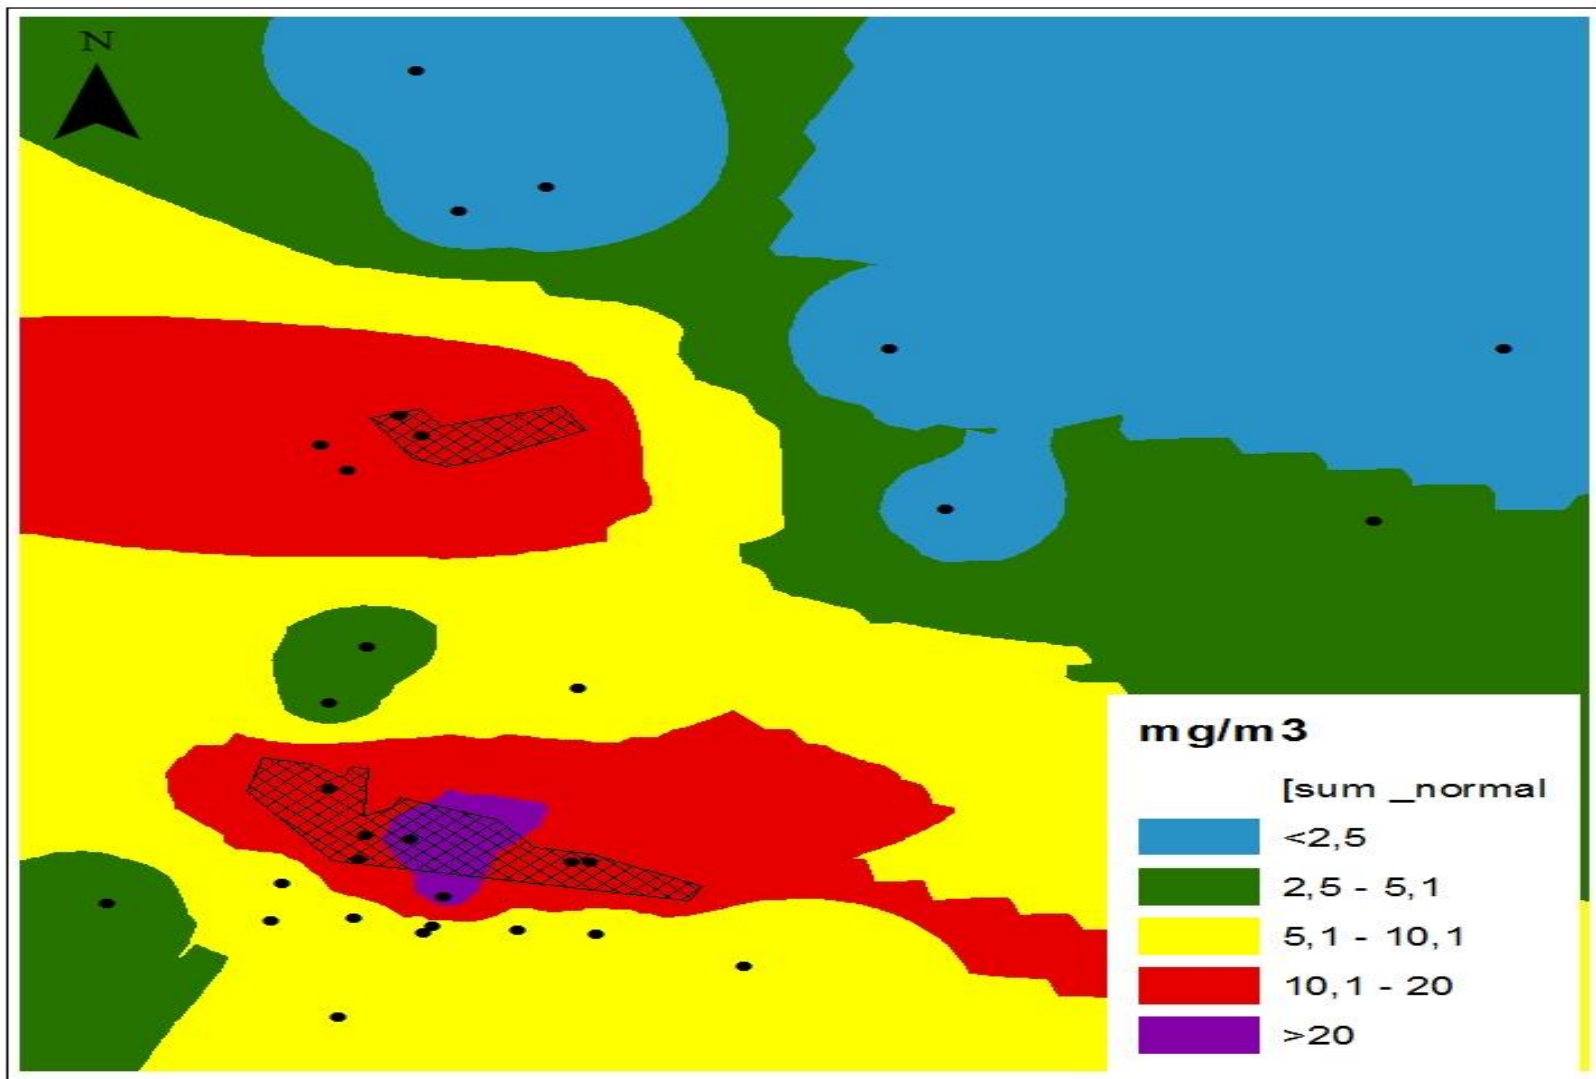 N
mg/m3
[sum _normal
<2,5
2,5 - 5,1
5,1 - 10,1
10,1 - 20
>20